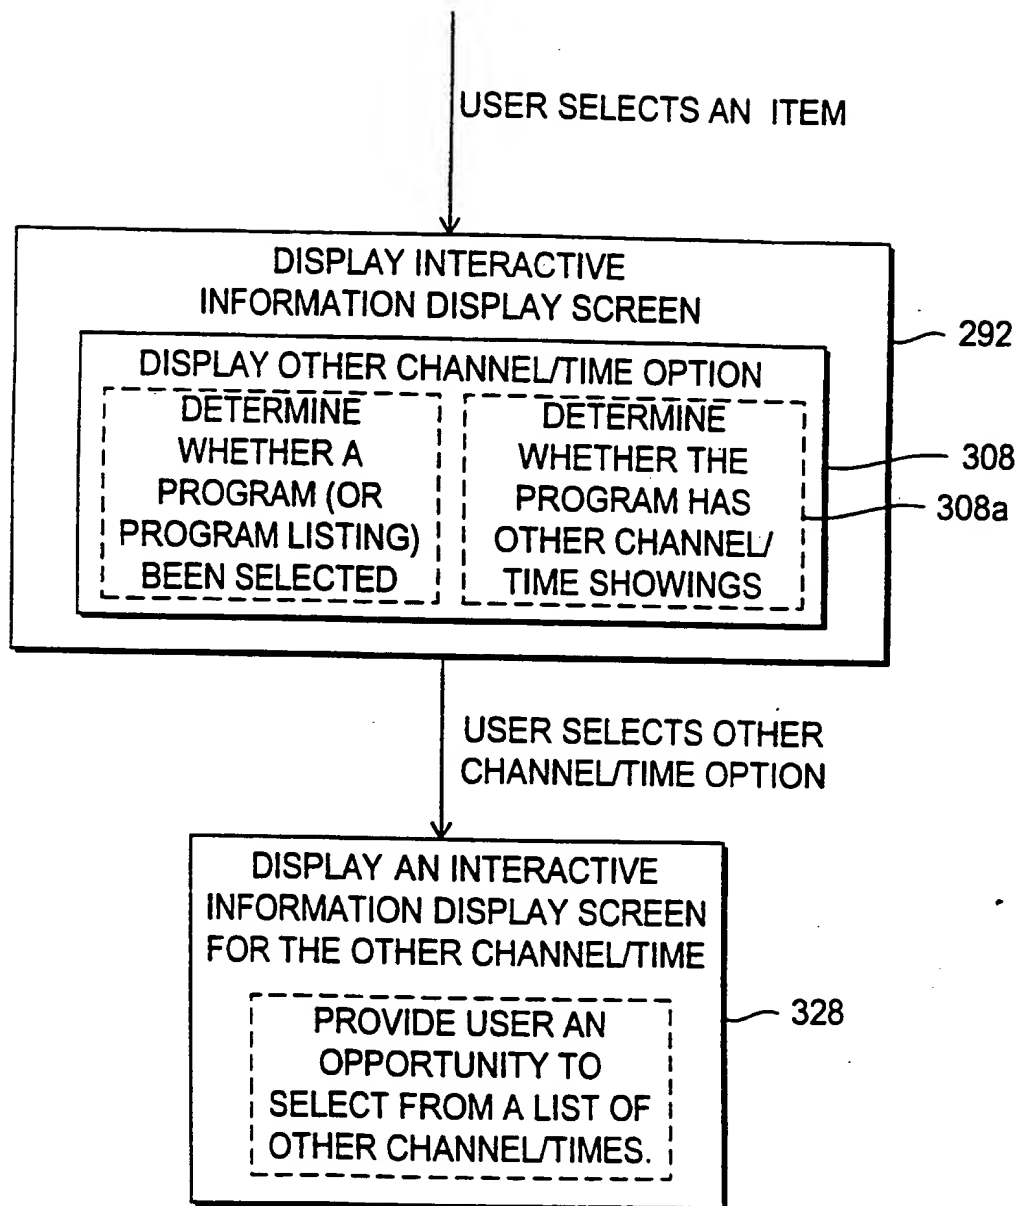 USER SELECTS AN ITEM
DISPLAY INTERACTIVE
INFORMATION DISPLAY SCREEN
292
DISPLAY OTHER CHANNEL/TIME OPTION
308
308a
DETERMINE
WHETHER A
PROGRAM (OR
PROGRAM LISTING)
BEEN SELECTED
DETERMINE
WHETHER THE
PROGRAM HAS
OTHER CHANNEL/
TIME SHOWINGS
USER SELECTS OTHER
CHANNEL/TIME OPTION
DISPLAY AN INTERACTIVE
INFORMATION DISPLAY SCREEN
FOR THE OTHER CHANNEL/TIME
328
PROVIDE USER AN
OPPORTUNITY TO
SELECT FROM A LIST OF
OTHER CHANNEL/TIMES.